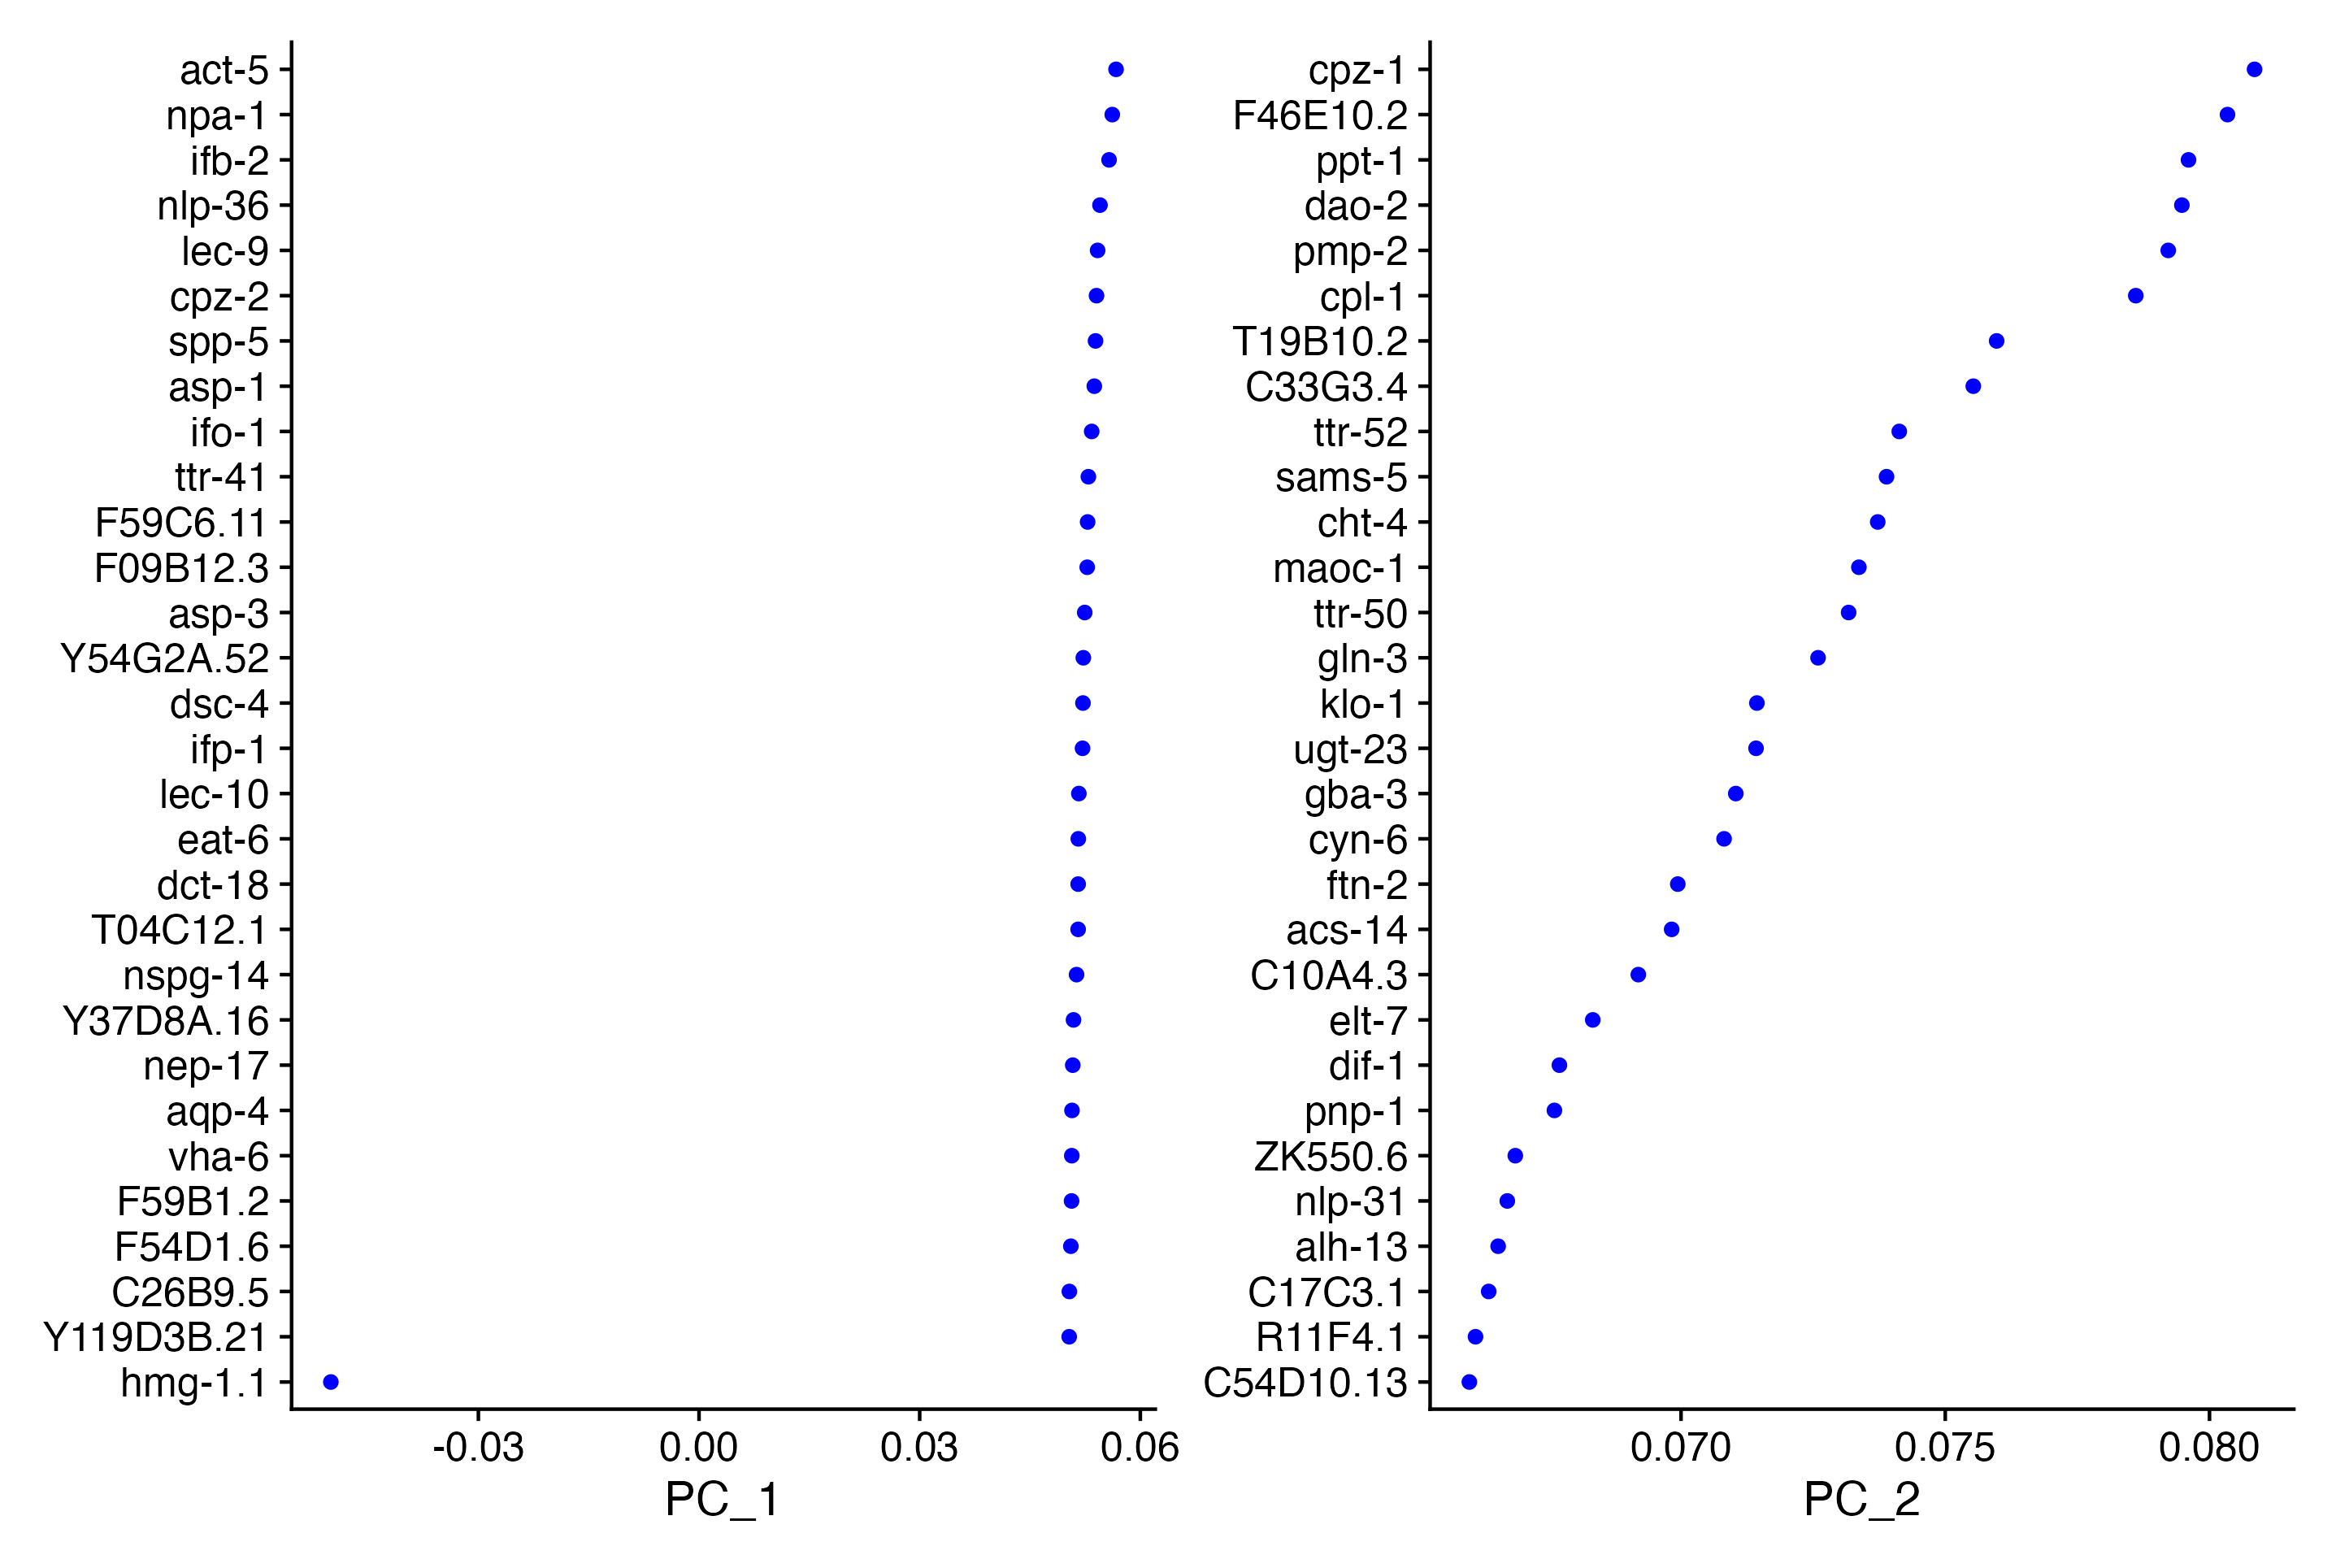 act-5
npa-1
ifb-2
nlp-36
lec-9
cpz-2
spp-5
asp-1
ifo-1
ttr-41
F59C6.11
F09B12.3
asp-3
Y54G2A.52
dsc-4
ifp-1
lec-10
eat-6
dct-18
T04C12.1
nspg-14
Y37D8A.16
nep-17
aqp-4
vha-6
F59B1.2
F54D1.6
C26B9.5
Y119D3B.21
hmg-1.1
-0.03 0.00 0.03 0.06
PC_1
cpz-1
F46E10.2
ppt-1
dao-2
pmp-2
cpl-1
T19B10.2
C33G3.4
ttr-52
sams-5
cht-4
maoc-1
ttr-50
gln-3
klo-1
ugt-23
gba-3
cyn-6
ftn-2
acs-14
C10A4.3
elt-7
dif-1
pnp-1
ZK550.6
nlp-31
alh-13
C17C3.1
R11F4.1
C54D10.13
0.070 0.075 0.080
PC_2